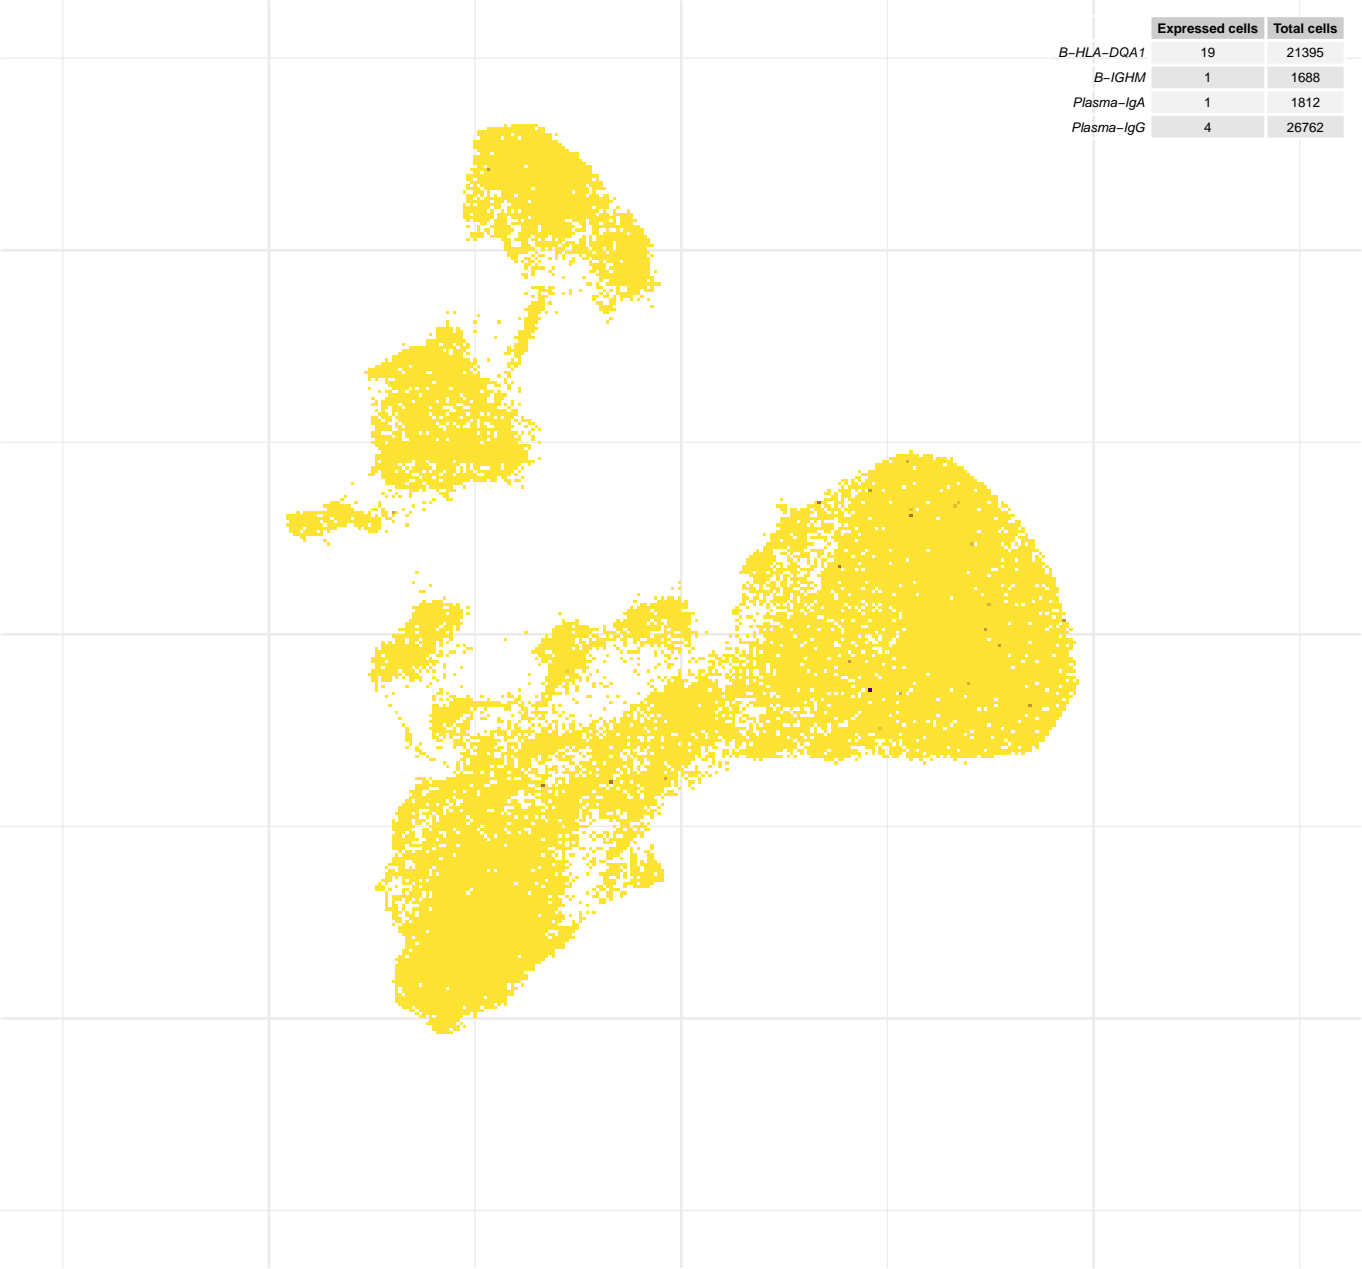 Expressed cells Total cells
B−HLA−DQA1 19 21395
B−IGHM 1 1688
Plasma−IgA 1 1812
Plasma−IgG 4 26762